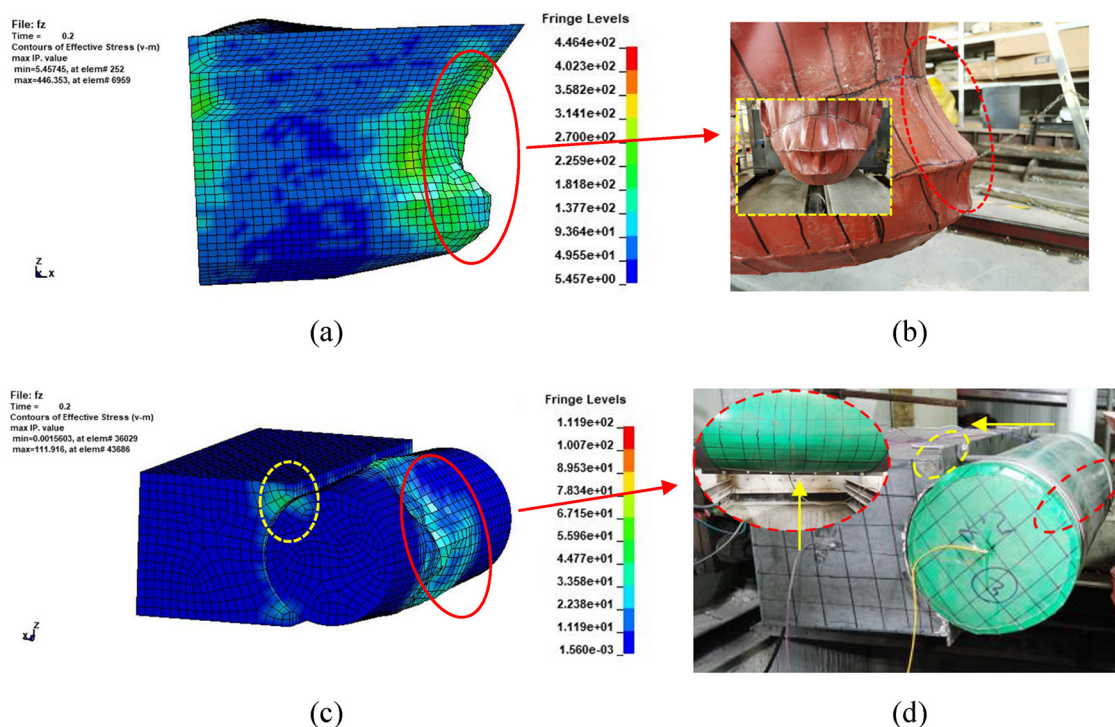 File: fz
Time = 0.2
Contours of Effective Stress (v-m)
max IP. value
min=5.45745, at elem# 252
max=446.353, at elem# 6959
Fringe Levels
4.464e+02
4.023e+02
3.582e+02
3.141e+02
2.700e+02
2.259e+02
1.818e+02
1.377e+02
9.364e+01
4.955e+01
5.457e+00
Z
X
(a)
(b)
File: fz
Time = 0.2
Contours of Effective Stress (v-m)
max IP. value
min=0.0015603, at elem# 36029
max=111.916, at elem# 43686
Fringe Levels
1.119e+02
1.007e+02
8.953e+01
7.834e+01
6.715e+01
5.596e+01
4.477e+01
3.358e+01
2.238e+01
1.119e+01
1.560e-03
Z
X
(c)
(d)